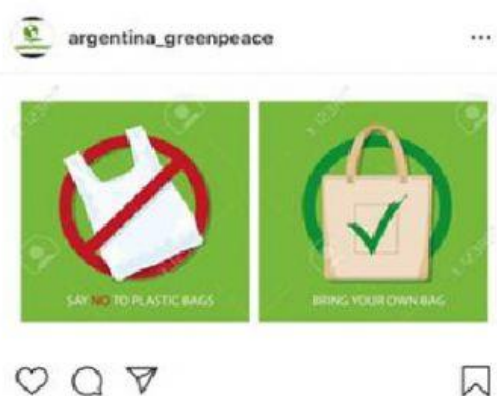 argentina_greenpeace
SAY NO TO PLASTIC BAGS
BRING YOUR OWN BAG